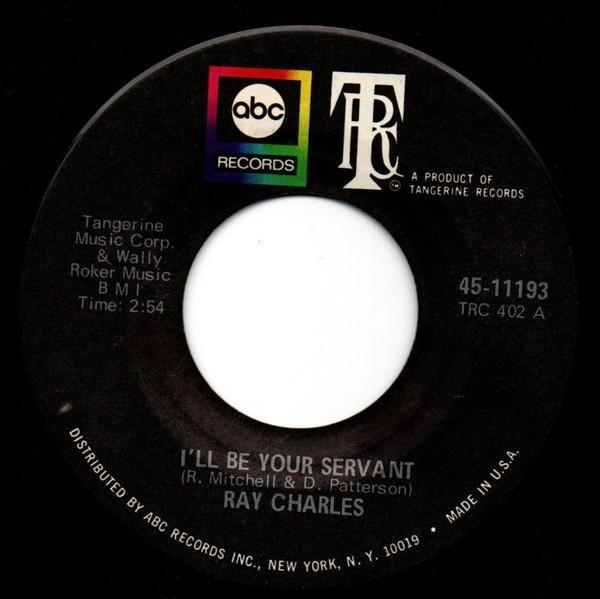 abc
RECORDS
TRC
™
A PRODUCT OF
TANGERINE RECORDS
Tangerine
Music Corp.
& Wally
Roker Music
B M I
Time: 2:54
45-11193
TRC 402 A
I'LL BE YOUR SERVANT
(R. Mitchell & D. Patterson)
RAY CHARLES
DISTRIBUTED BY ABC RECORDS INC., NEW YORK, N. Y. 10019 • MADE IN U.S.A.